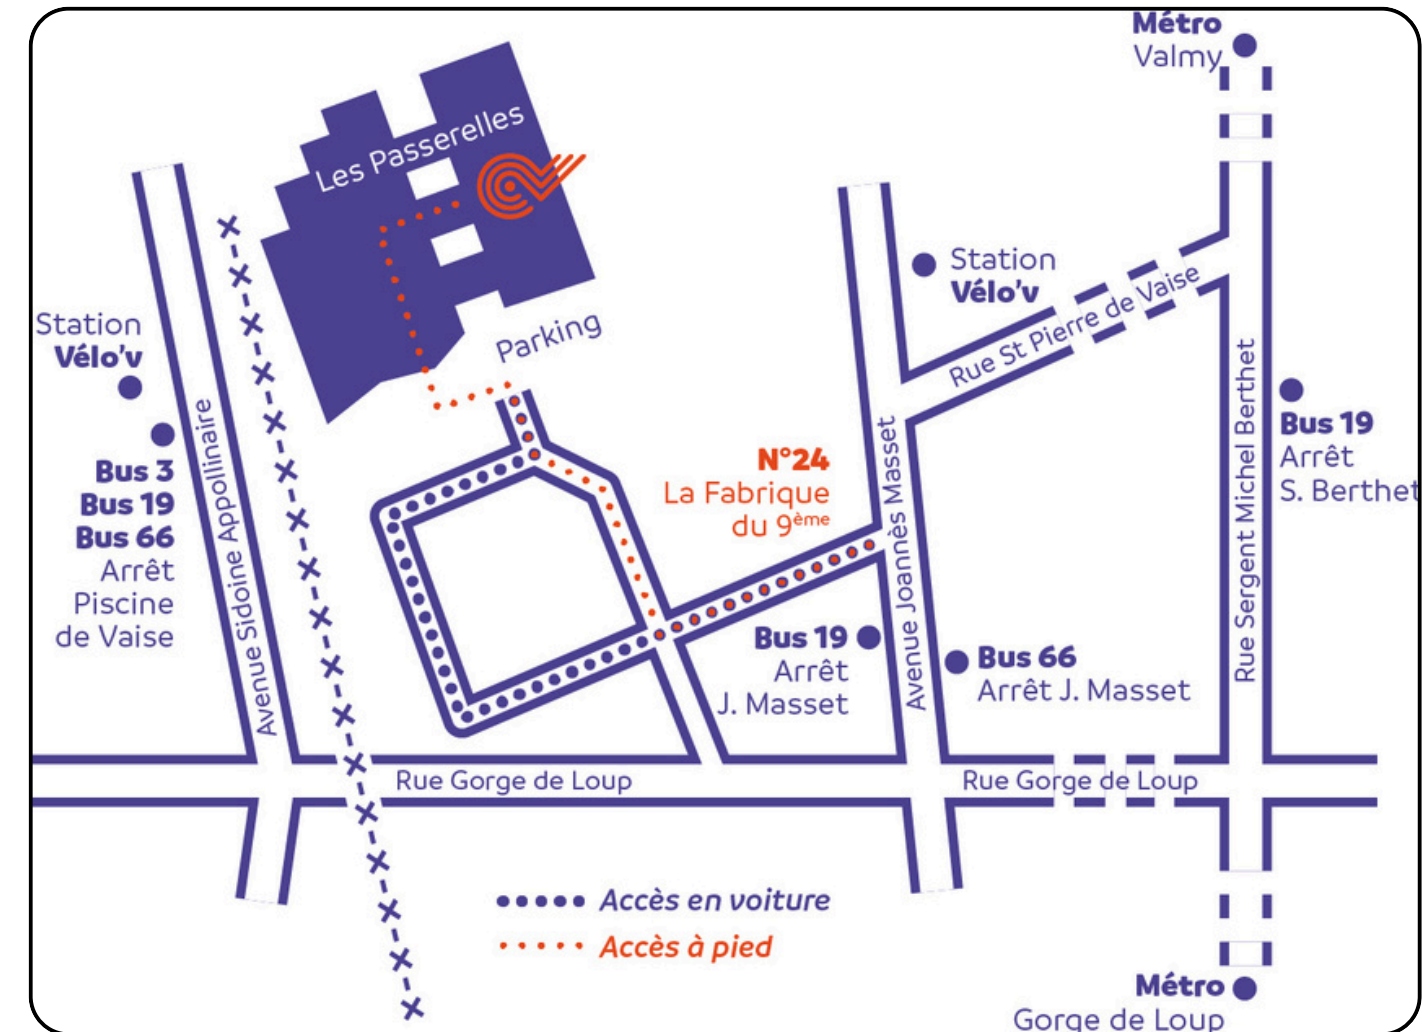 Métro
Valmy
Les Passerelles
Station
Vélo'v
Station
Vélo'v
Parking
Rue St Pierre de Vaise
Avenue Sidoine Appollinaire
Bus 3
Bus 19
Bus 66
Arrêt
Piscine
de Vaise
N°24
La Fabrique
du 9ème
Avenue Joannès Masset
Rue Sergent Michel Berthet
Bus 19
Arrêt
S. Berthet
Bus 19
Arrêt
J. Masset
Bus 66
Arrêt J. Masset
Rue Gorge de Loup
Rue Gorge de Loup
Accès en voiture
Accès à pied
Métro
Gorge de Loup